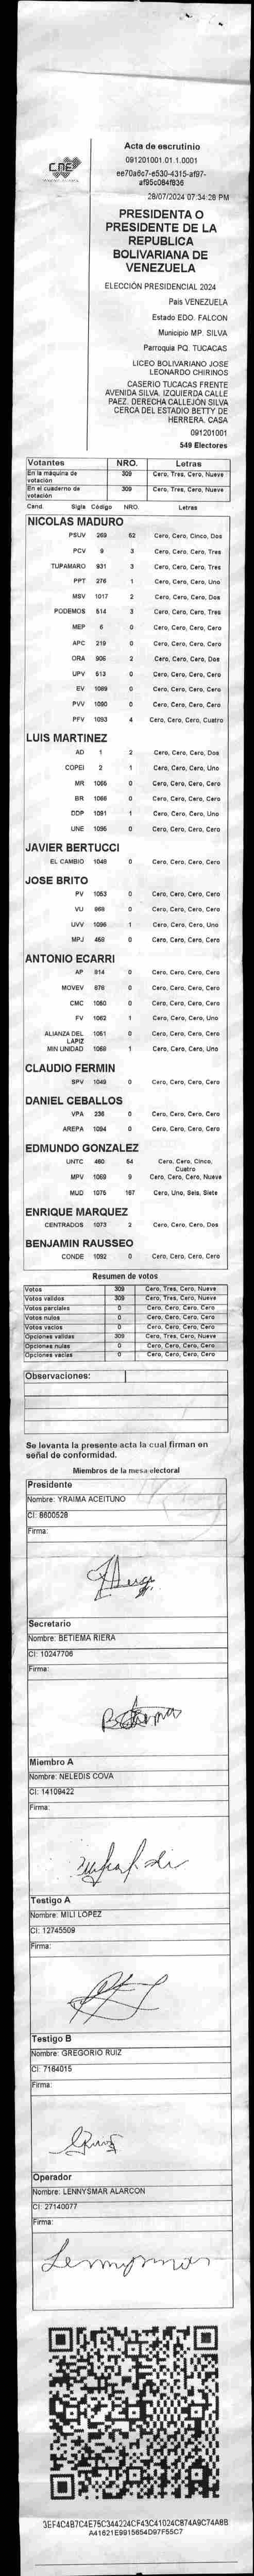 CNE
Acta de escrutinio
091201001.01.1.0001
ee70a6c7-e530-4315-af97-
af95c084f936
28/07/2024 07:34:28 PM
PRESIDENTA O
PRESIDENTE DE LA
REPUBLICA
BOLIVARIANA DE
VENEZUELA
ELECCIÓN PRESIDENCIAL 2024
País VENEZUELA
Estado EDO. FALCON
Municipio MP. SILVA
Parroquia PQ. TUCACAS
LICEO BOLIVARIANO JOSE
LEONARDO CHIRINOS
CASERIO TUCACAS FRENTE
AVENIDA SILVA. IZQUIERDA CALLE
PAEZ. DERECHA CALLEJÓN SILVA
CERCA DEL ESTADIO BETTY DE
HERRERA. CASA
091201001
549 Electores
Votantes NRO. Letras
En la máquina de votación 309 Cero, Tres, Cero, Nueve
En el cuaderno de votación 309 Cero, Tres, Cero, Nueve
Cand. Sigla Código NRO. Letras
NICOLAS MADURO
PSUV 269 52 Cero, Cero, Cinco, Dos
PCV 9 3 Cero, Cero, Cero, Tres
TUPAMARO 931 3 Cero, Cero, Cero, Tres
PPT 276 1 Cero, Cero, Cero, Uno
MSV 1017 2 Cero, Cero, Cero, Dos
PODEMOS 514 3 Cero, Cero, Cero, Tres
MEP 6 0 Cero, Cero, Cero, Cero
APC 219 0 Cero, Cero, Cero, Cero
ORA 906 2 Cero, Cero, Cero, Dos
UPV 513 0 Cero, Cero, Cero, Cero
EV 1089 0 Cero, Cero, Cero, Cero
PVV 1090 0 Cero, Cero, Cero, Cero
PFV 1093 4 Cero, Cero, Cero, Cuatro
LUIS MARTINEZ
AD 1 2 Cero, Cero, Cero, Dos
COPEI 2 1 Cero, Cero, Cero, Uno
MR 1066 0 Cero, Cero, Cero, Cero
BR 1088 0 Cero, Cero, Cero, Cero
DDP 1091 1 Cero, Cero, Cero, Uno
UNE 1095 0 Cero, Cero, Cero, Cero
JAVIER BERTUCCI
EL CAMBIO 1049 0 Cero, Cero, Cero, Cero
JOSE BRITO
PV 1053 0 Cero, Cero, Cero, Cero
VU 969 0 Cero, Cero, Cero, Cero
UVV 1096 1 Cero, Cero, Cero, Uno
MPJ 469 0 Cero, Cero, Cero, Cero
ANTONIO ECARRI
AP 914 0 Cero, Cero, Cero, Cero
MOVEV 876 0 Cero, Cero, Cero, Cero
CMC 1080 0 Cero, Cero, Cero, Cero
FV 1062 1 Cero, Cero, Cero, Uno
ALIANZA DEL LAPIZ 1051 0 Cero, Cero, Cero, Cero
MIN UNIDAD 1068 1 Cero, Cero, Cero, Uno
CLAUDIO FERMIN
SPV 1049 0 Cero, Cero, Cero, Cero
DANIEL CEBALLOS
VPA 236 0 Cero, Cero, Cero, Cero
AREPA 1094 0 Cero, Cero, Cero, Cero
EDMUNDO GONZALEZ
UNTC 460 54 Cero, Cero, Cinco, Cuatro
MPV 1069 9 Cero, Cero, Cero, Nueve
MUD 1075 167 Cero, Uno, Seis, Siete
ENRIQUE MARQUEZ
CENTRADOS 1073 2 Cero, Cero, Cero, Dos
BENJAMIN RAUSSEO
CONDE 1092 0 Cero, Cero, Cero, Cero
Resumen de votos
Votos 309 Cero, Tres, Cero, Nueve
Votos validos 309 Cero, Tres, Cero, Nueve
Votos parciales 0 Cero, Cero, Cero, Cero
Votos nulos 0 Cero, Cero, Cero, Cero
Votos vacios 0 Cero, Cero, Cero, Cero
Opciones validas 309 Cero, Tres, Cero, Nueve
Opciones nulas 0 Cero, Cero, Cero, Cero
Opciones vacias 0 Cero, Cero, Cero, Cero
Observaciones:
Se levanta la presente acta la cual firman en
señal de conformidad.
Miembros de la mesa electoral
Presidente
Nombre: YRAIMA ACEITUNO
CI: 8600528
Firma:
Secretario
Nombre: BETIEMA RIERA
CI: 10247706
Firma:
Miembro A
Nombre: NELEDIS COVA
CI: 14109422
Firma:
Testigo A
Nombre: MILI LOPEZ
CI: 12745509
Firma:
Testigo B
Nombre: GREGORIO RUIZ
CI: 7164015
Firma:
Operador
Nombre: LENNYSMAR ALARCON
CI: 27140077
Firma:
3EF4C4B7C4E75C344224CF43C41024C874A9C74A8B
A41621E9915654D97F55C7